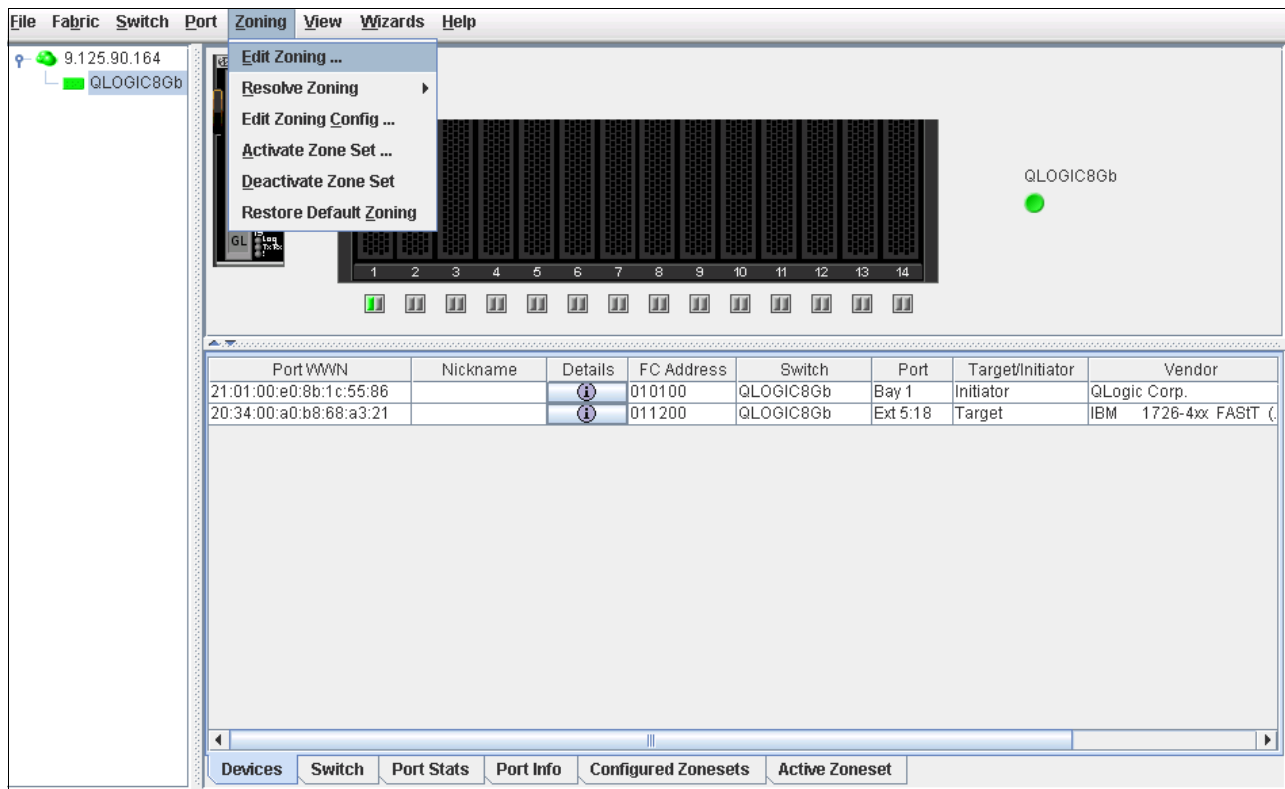 File Fabric Switch Port Zoning View Wizards Help
9.125.90.164
QLOGIC8Gb
Edit Zoning ...
Resolve Zoning
Edit Zoning Config ...
Activate Zone Set ...
Deactivate Zone Set
Restore Default Zoning
GL
Log
TxRx
!
QLOGIC8Gb
1 2 3 4 5 6 7 8 9 10 11 12 13 14
Port WWN Nickname Details FC Address Switch Port Target/Initiator Vendor
21:01:00:e0:8b:1c:55:86 010100 QLOGIC8Gb Bay 1 Initiator QLogic Corp.
20:34:00:a0:b8:68:a3:21 011200 QLOGIC8Gb Ext 5:18 Target IBM 1726-4xx FAStT (.
Devices Switch Port Stats Port Info Configured Zonesets Active Zoneset